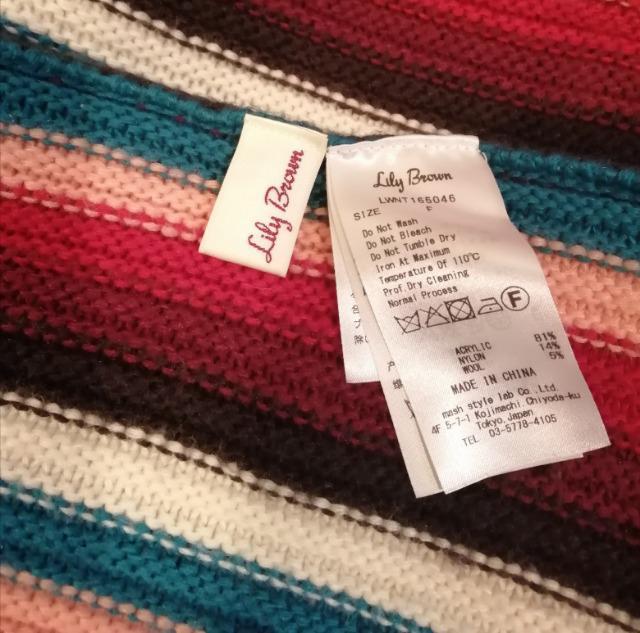 Lily Brown
Lily Brown
LWNT165046
SIZE F
Do Not Wash
Do Not Bleach
Do Not Tumble Dry
Iron At Maximum
Temperature Of 110℃
Prof.Dry Cleaning
Normal Process
F
ACRYLIC 81%
NYLON 14%
WOOL 5%
MADE IN CHINA
mash style lab Co.,Ltd.
4F 5-7-1 Kojimachi Chiyoda-ku
Tokyo,Japan
TEL 03-5778-4105